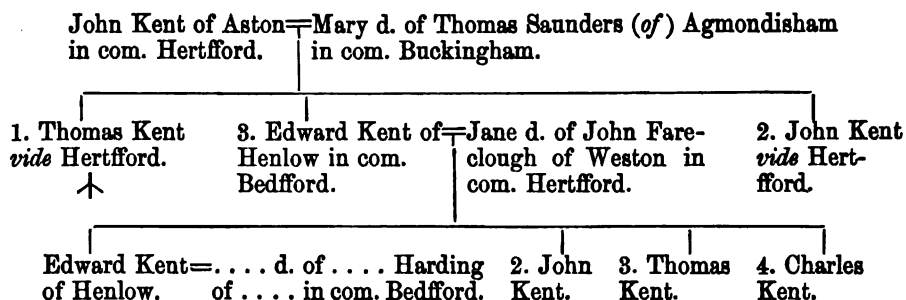 John Kent of Aston=Mary d. of Thomas Saunders (of) Agmondisham
in com. Hertfford. in com. Buckingham.
1. Thomas Kent
vide Hertfford.
3. Edward Kent of=Jane d. of John Fare-
Henlow in com. clough of Weston in
Bedfford. com. Hertfford.
2. John Kent
vide Hert-
fford.
Edward Kent=.... d. of .... Harding
of Henlow. of .... in com. Bedfford.
2. John
Kent.
3. Thomas
Kent.
4. Charles
Kent.